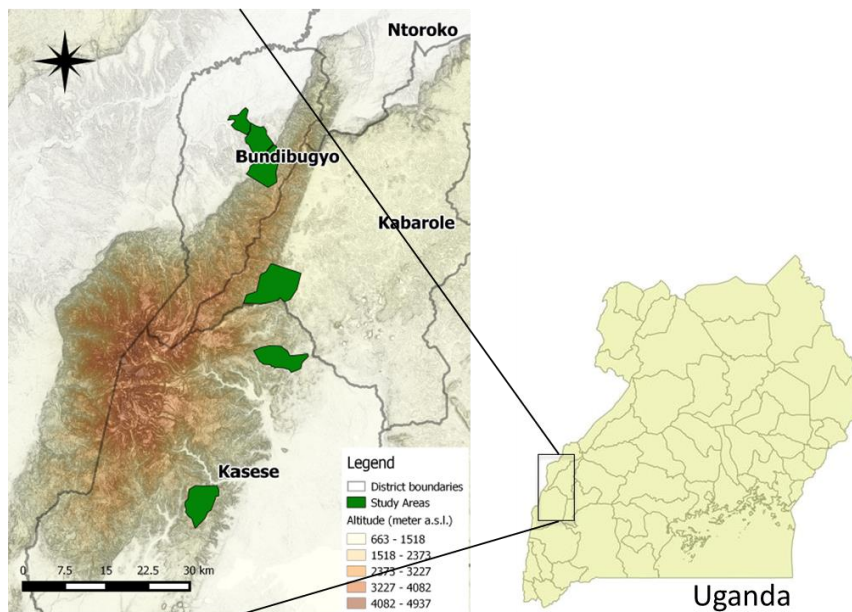 Ntoroko
Bundibugyo
Kabarole
Kasese
Legend
District boundaries
Study Areas
Altitude (meter a.s.l.)
663 - 1518
1518 - 2373
2373 - 3227
3227 - 4082
4082 - 4937
0 7.5 15 22.5 30 km
Uganda